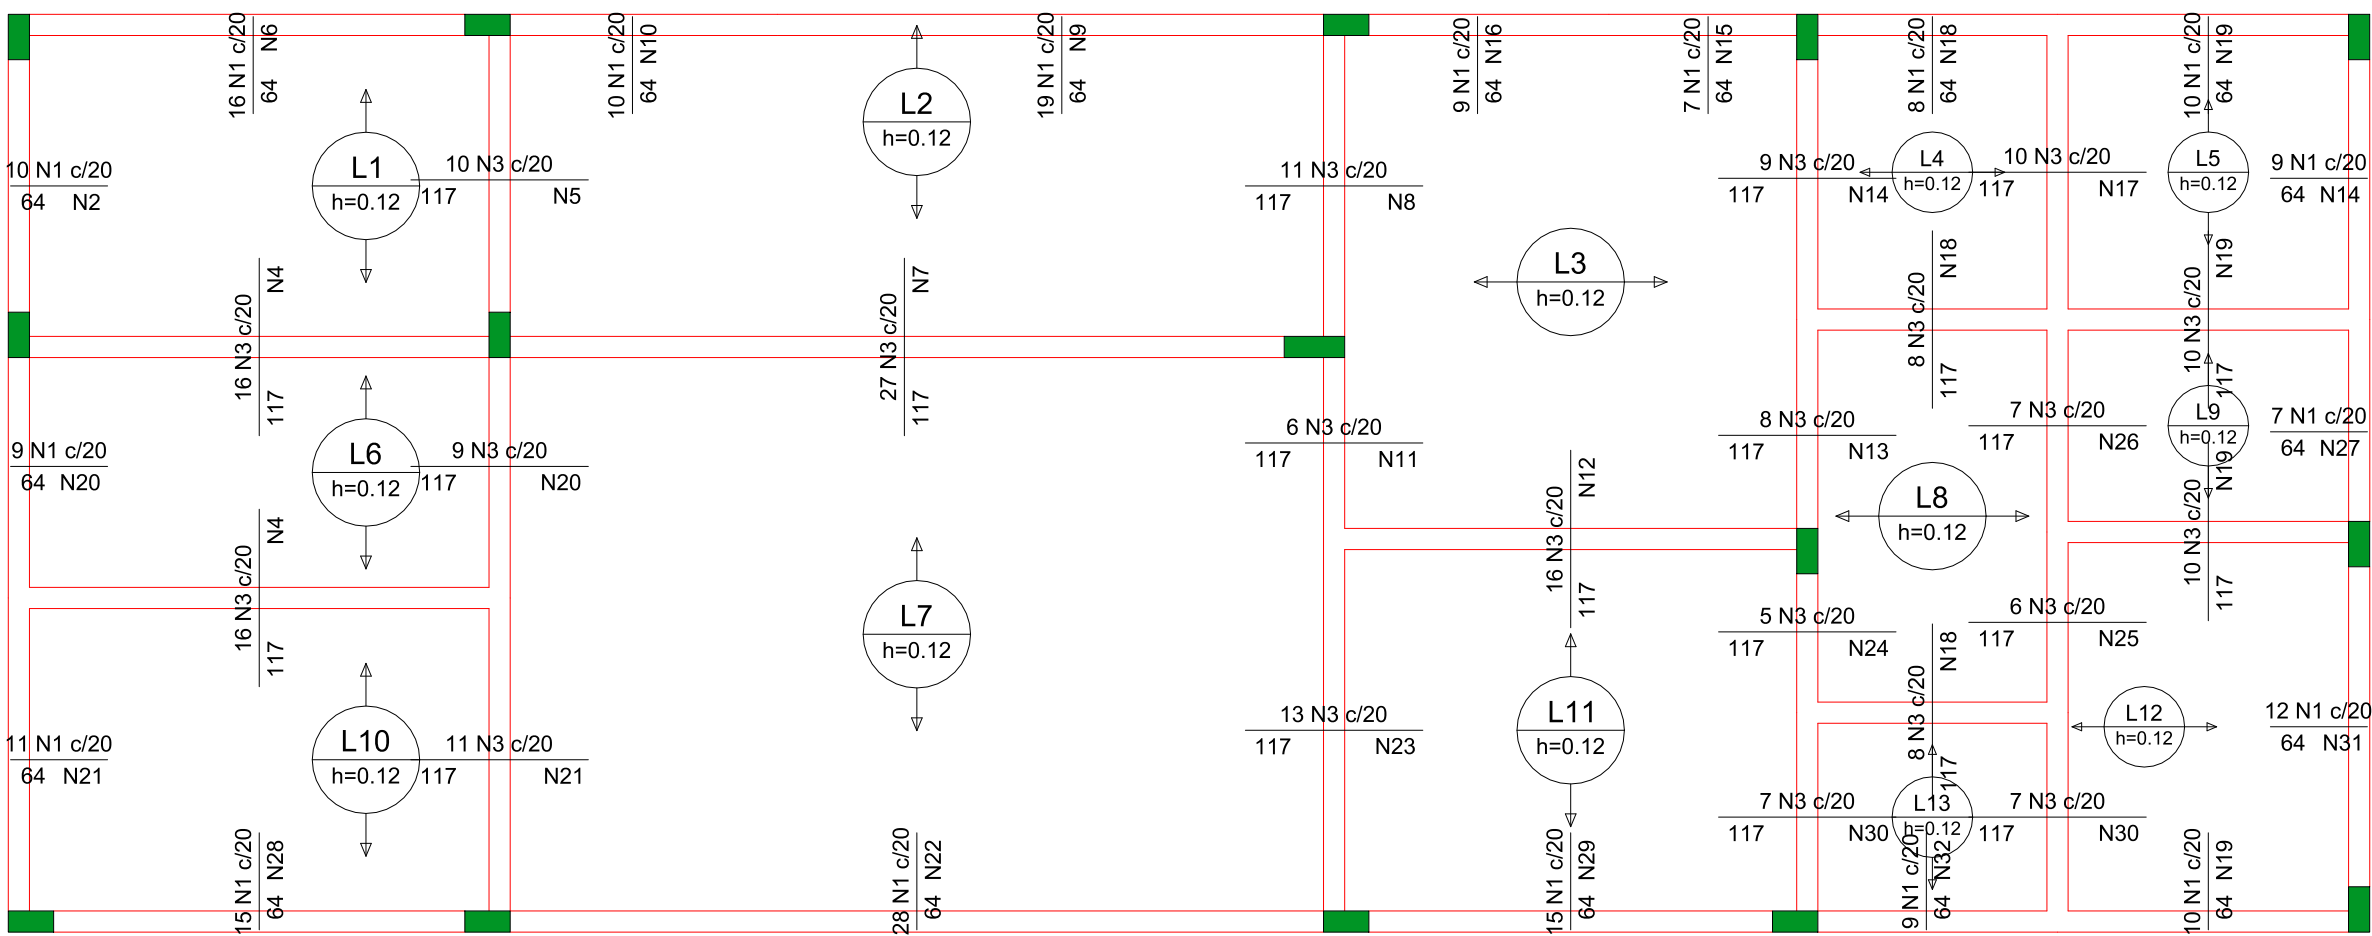 16 N1 c/20
64 N6
10 N1 c/20
64 N10
19 N1 c/20
64 N9
9 N1 c/20
64 N16
7 N1 c/20
64 N15
8 N1 c/20
64 N18
10 N1 c/20
64 N19
10 N1 c/20
64 N2
L1
h=0.12
10 N3 c/20
117 N5
L2
h=0.12
11 N3 c/20
117 N8
9 N3 c/20
117 N14
L4
h=0.12
10 N3 c/20
117 N17
L5
h=0.12
9 N1 c/20
64 N14
16 N3 c/20
117 N4
27 N3 c/20
117 N7
L3
h=0.12
8 N3 c/20
117 N18
10 N3 c/20
117 N19
9 N1 c/20
64 N20
L6
h=0.12
9 N3 c/20
117 N20
6 N3 c/20
117 N11
8 N3 c/20
117 N13
7 N3 c/20
117 N26
L9
h=0.12
7 N1 c/20
64 N27
16 N3 c/20
117 N4
16 N3 c/20
117 N12
L8
h=0.12
10 N3 c/20
117 N19
L7
h=0.12
5 N3 c/20
117 N24
6 N3 c/20
117 N25
11 N1 c/20
64 N21
L10
h=0.12
11 N3 c/20
117 N21
13 N3 c/20
117 N23
L11
h=0.12
8 N3 c/20
117 N18
L12
h=0.12
12 N1 c/20
64 N31
7 N3 c/20
117 N30
L13
h=0.12
7 N3 c/20
117 N30
15 N1 c/20
64 N28
28 N1 c/20
64 N22
15 N1 c/20
64 N29
9 N1 c/20
64 N32
10 N1 c/20
64 N19